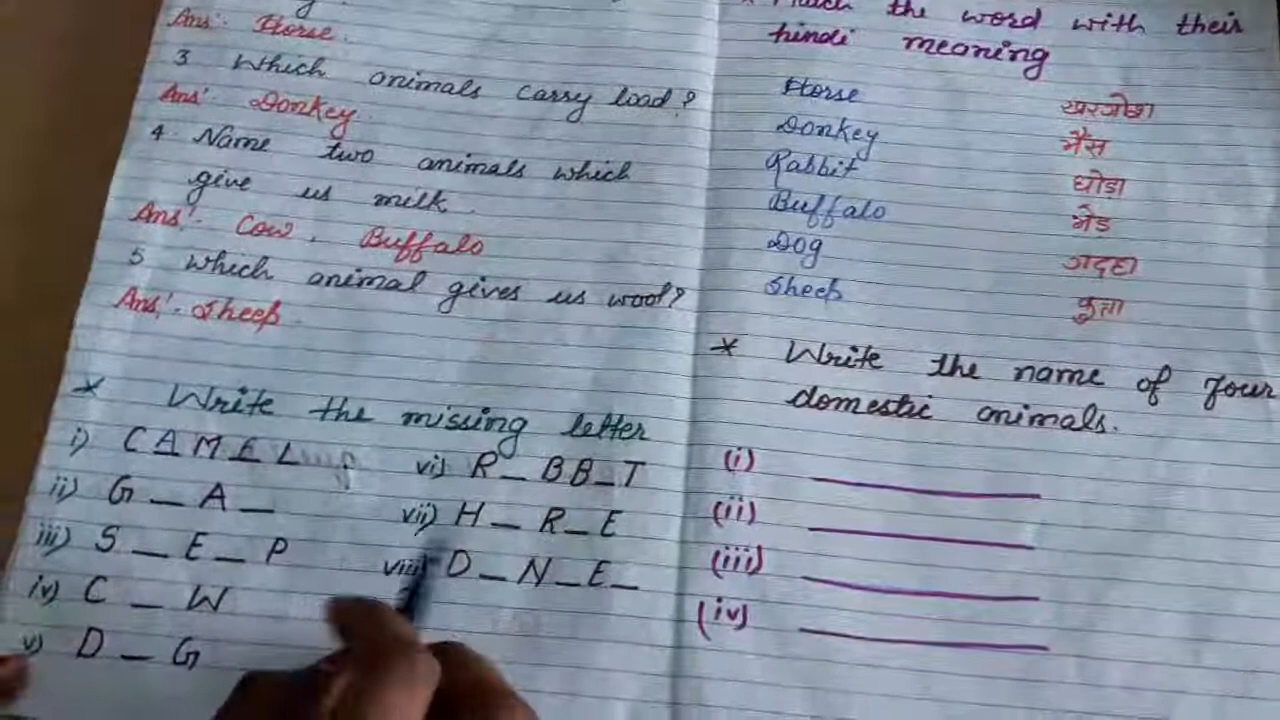 Ans: Horse.
3 Which animals carry load?
Ans: Donkey.
4. Name two animals which
give us milk.
Ans: Cow, Buffalo
5 Which animal gives us wool?
Ans: Sheep.
* Write the missing letter
i) C A M E L
ii) G _ A _
iii) S _ E _ P
iv) C _ W
v) D _ G
vi) R _ B B _ T
vii) H _ R _ E
viii) D _ N _ E _
the word with their
hindi meaning
Horse खरगोश
Donkey भैंस
Rabbit घोड़ा
Buffalo भेड
Dog गदहा
Sheep कुत्ता
* Write the name of four
domestic animals.
(i)
(ii)
(iii)
(iv)